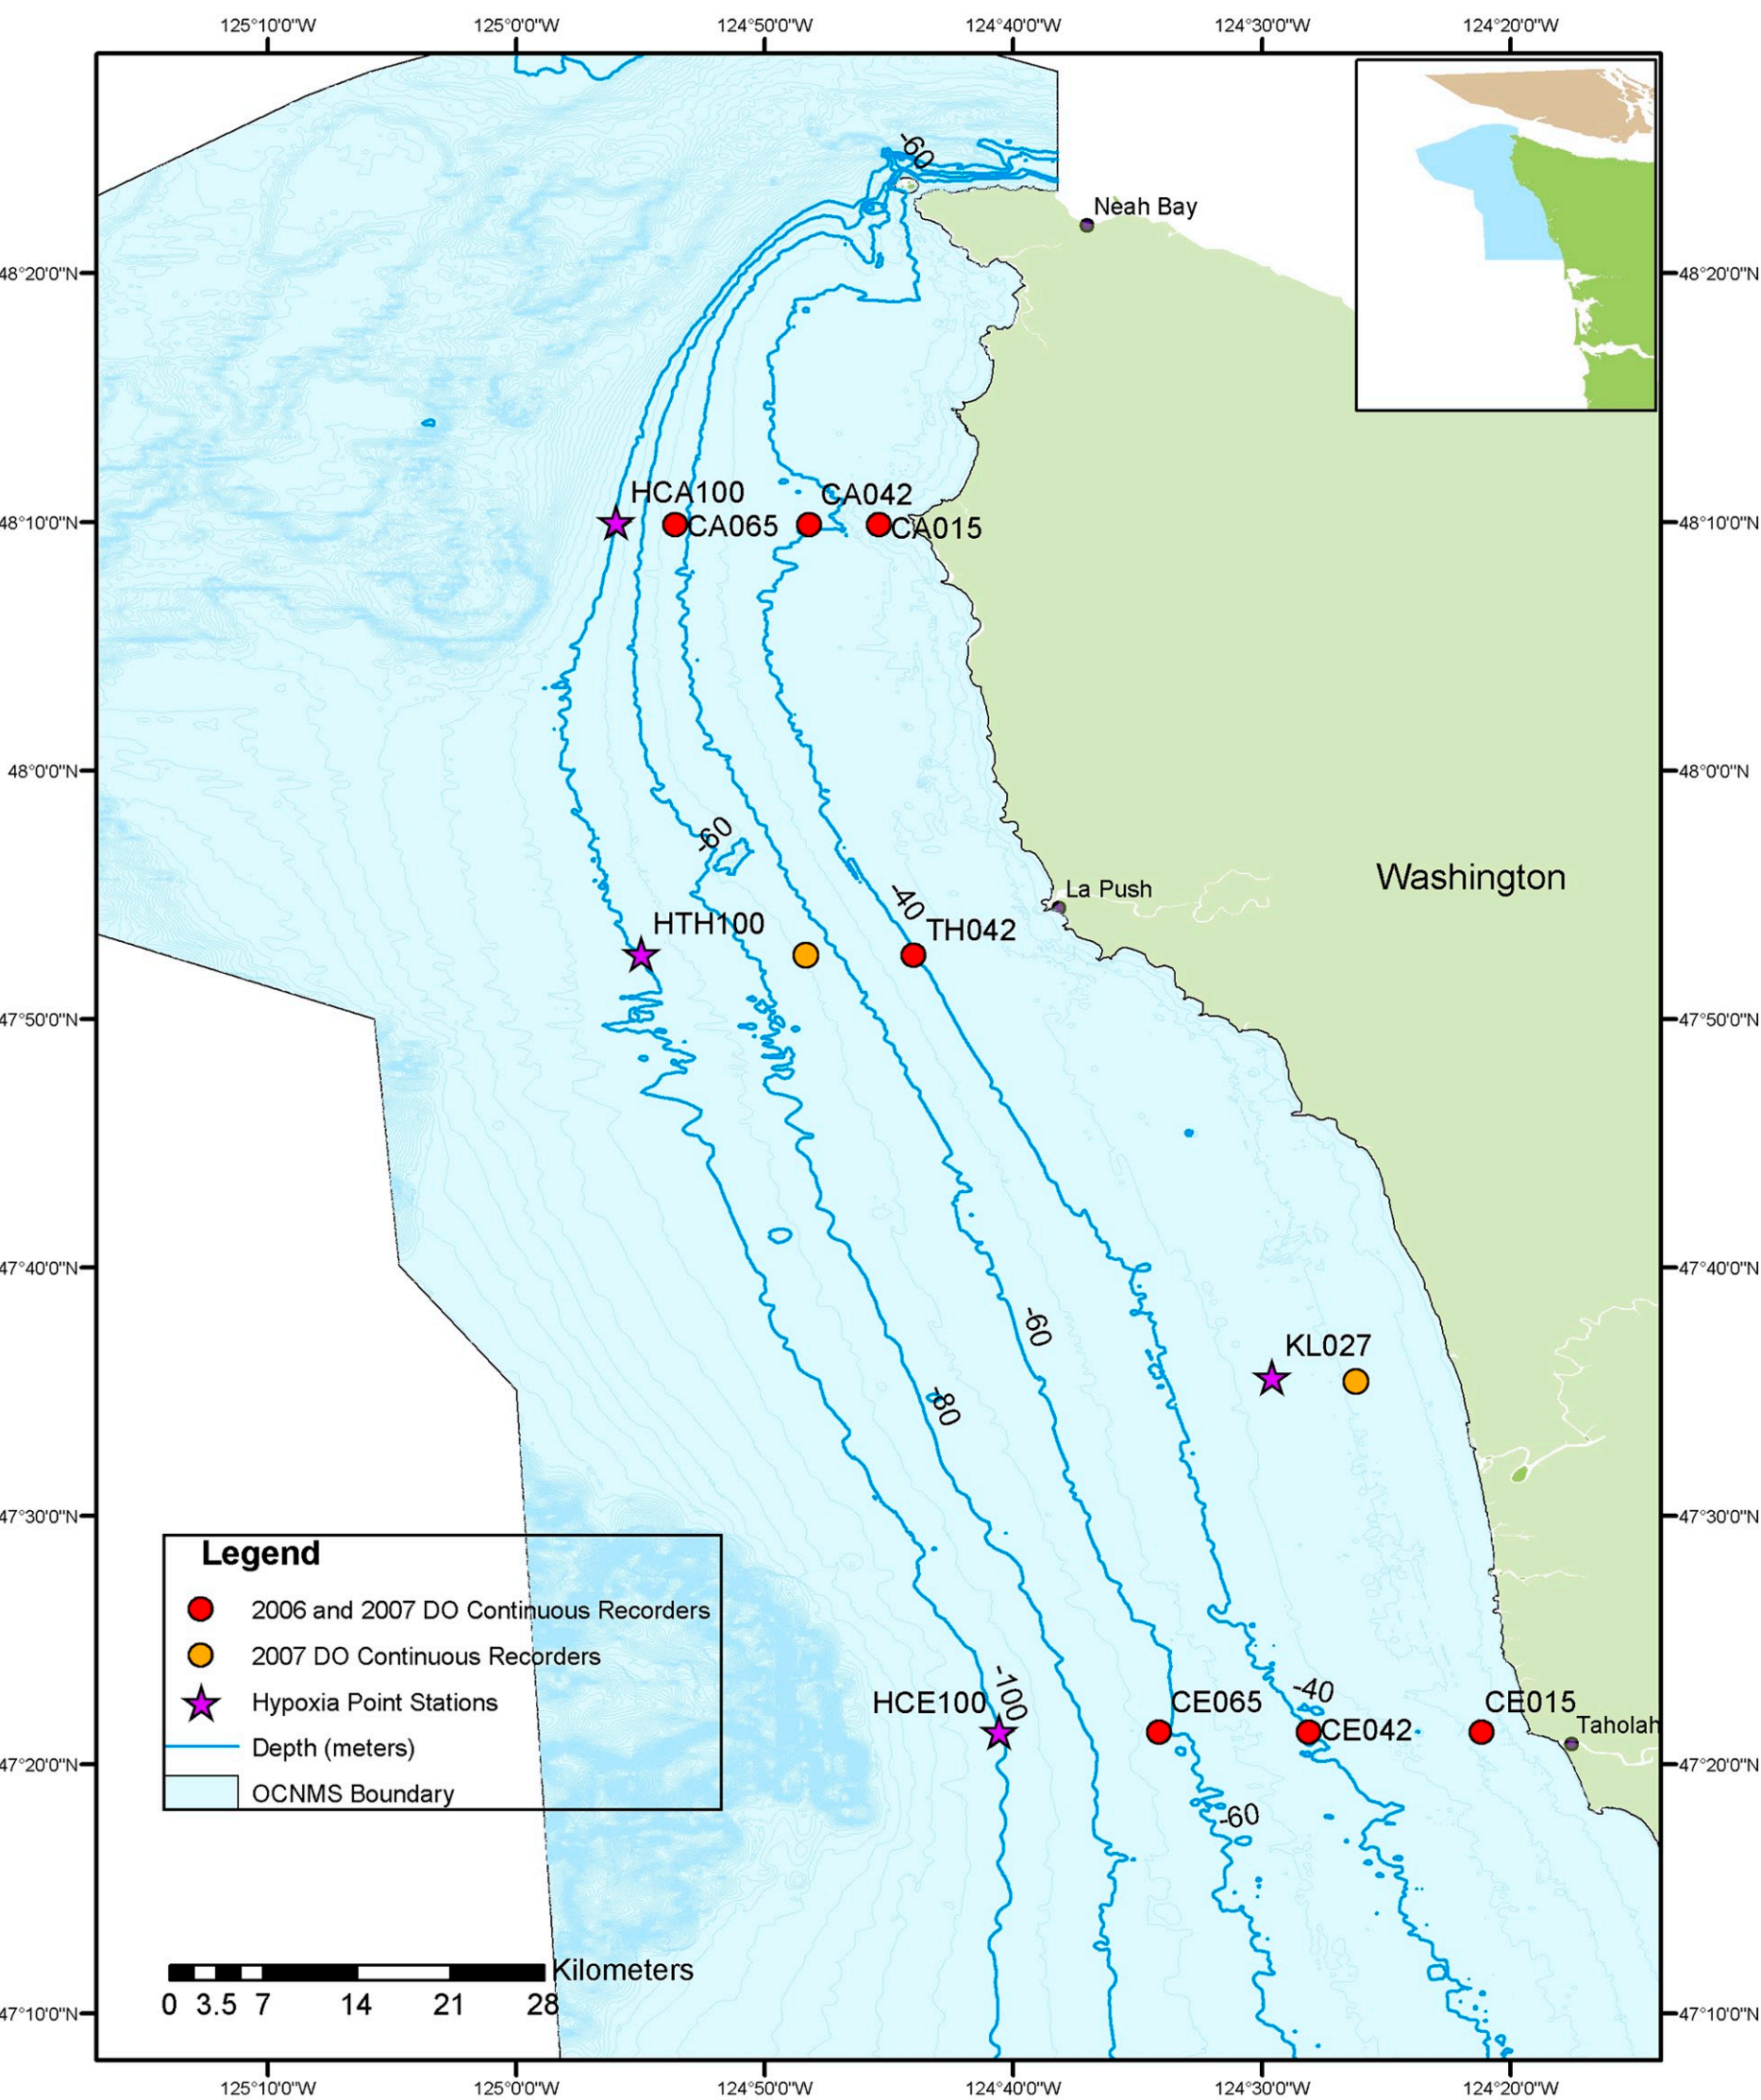 125°10'0"W 125°0'0"W 124°50'0"W 124°40'0"W 124°30'0"W 124°20'0"W
-60
Neah Bay
48°20'0"N 48°20'0"N
HCA100 CA042
48°10'0"N CA065 CA015 48°10'0"N
48°0'0"N 48°0'0"N
-60
Washington
La Push
-40
HTH100 TH042
47°50'0"N 47°50'0"N
47°40'0"N 47°40'0"N
-60
KL027
-80
47°30'0"N 47°30'0"N
Legend
2006 and 2007 DO Continuous Recorders
2007 DO Continuous Recorders
Hypoxia Point Stations
Depth (meters)
OCNMS Boundary
-100
-40
HCE100 CE065 CE015
CE042 Taholah
47°20'0"N 47°20'0"N
-60
Kilometers
0 3.5 7 14 21 28
47°10'0"N 47°10'0"N
125°10'0"W 125°0'0"W 124°50'0"W 124°40'0"W 124°30'0"W 124°20'0"W